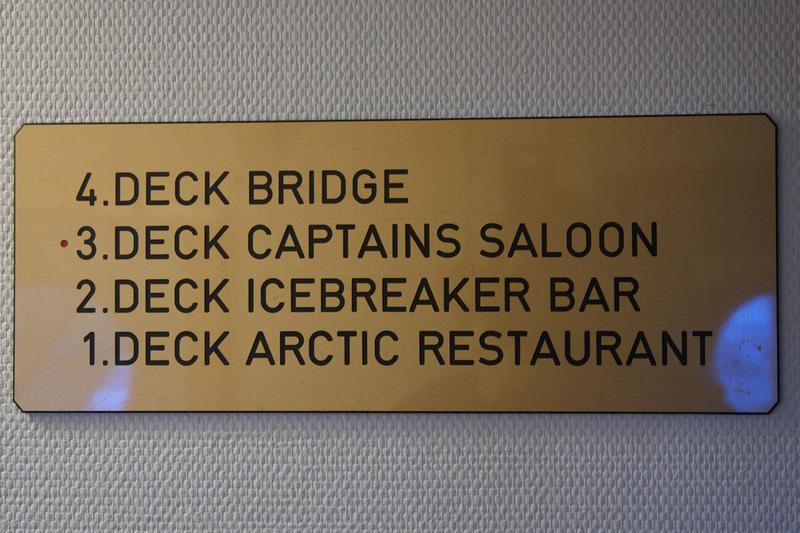 4.DECK BRIDGE
3.DECK CAPTAINS SALOON
2.DECK ICEBREAKER BAR
1.DECK ARCTIC RESTAURANT